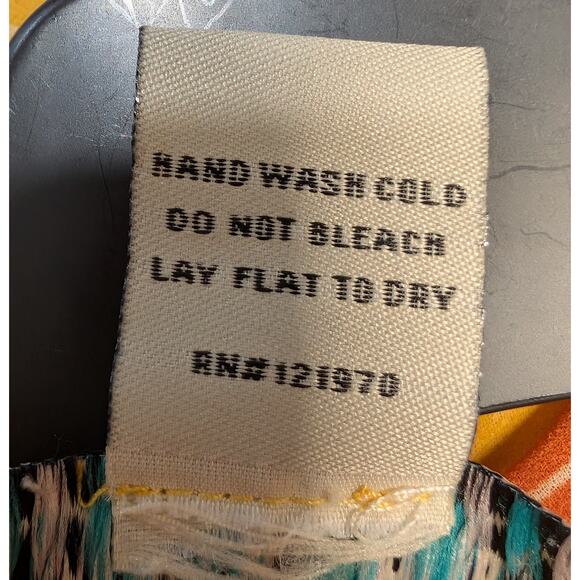 HAND WASH COLD
DO NOT BLEACH
LAY FLAT TO DRY
RN#121970